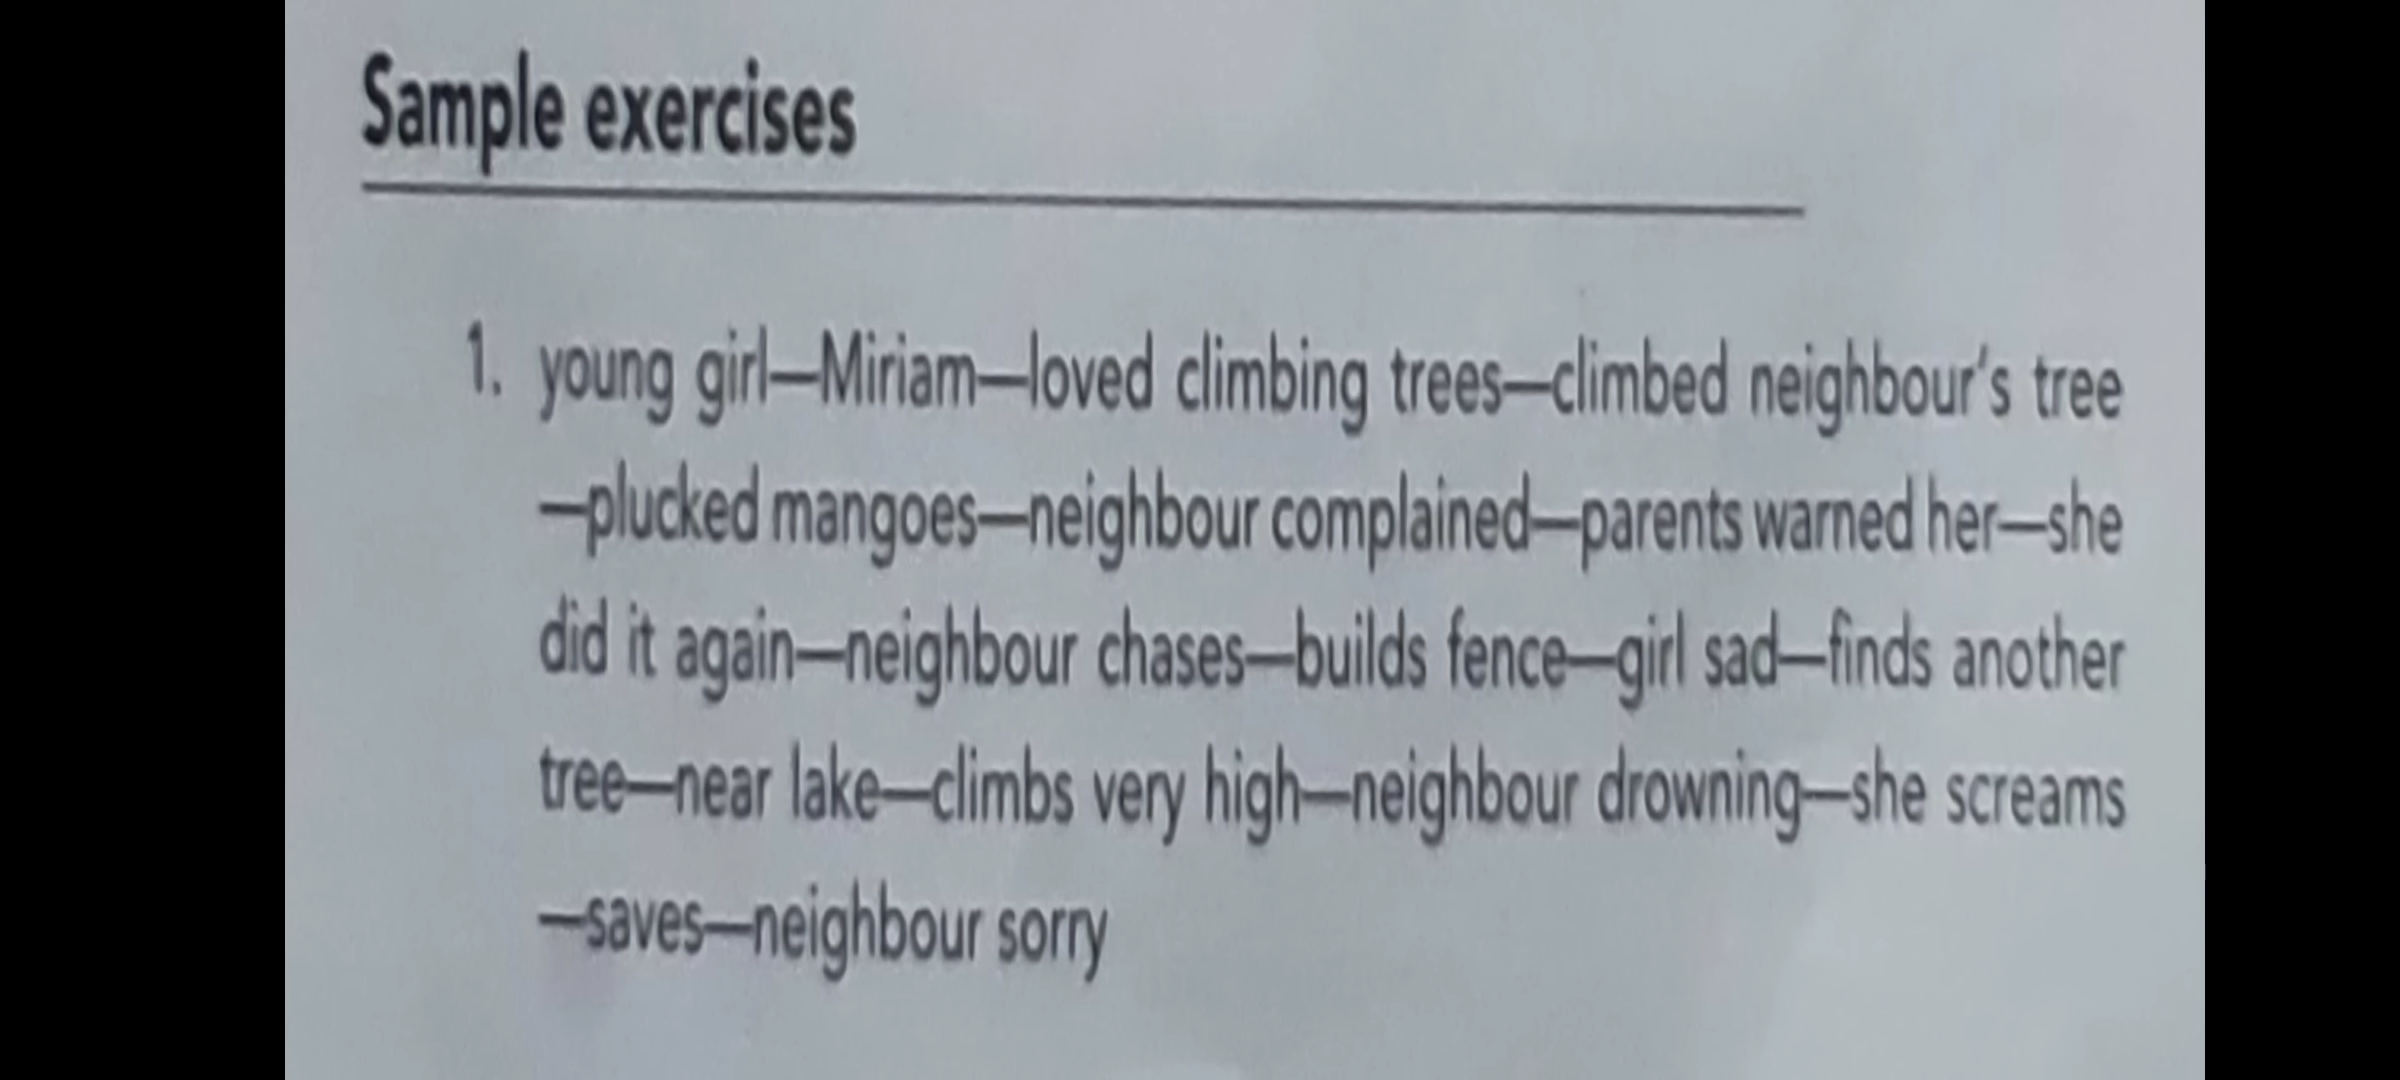 Sample exercises
1. young girl—Miriam—loved climbing trees—climbed neighbour's tree
—plucked mangoes—neighbour complained—parents warned her—she
did it again—neighbour chases—builds fence—girl sad—finds another
tree—near lake—climbs very high—neighbour drowning—she screams
—saves—neighbour sorry